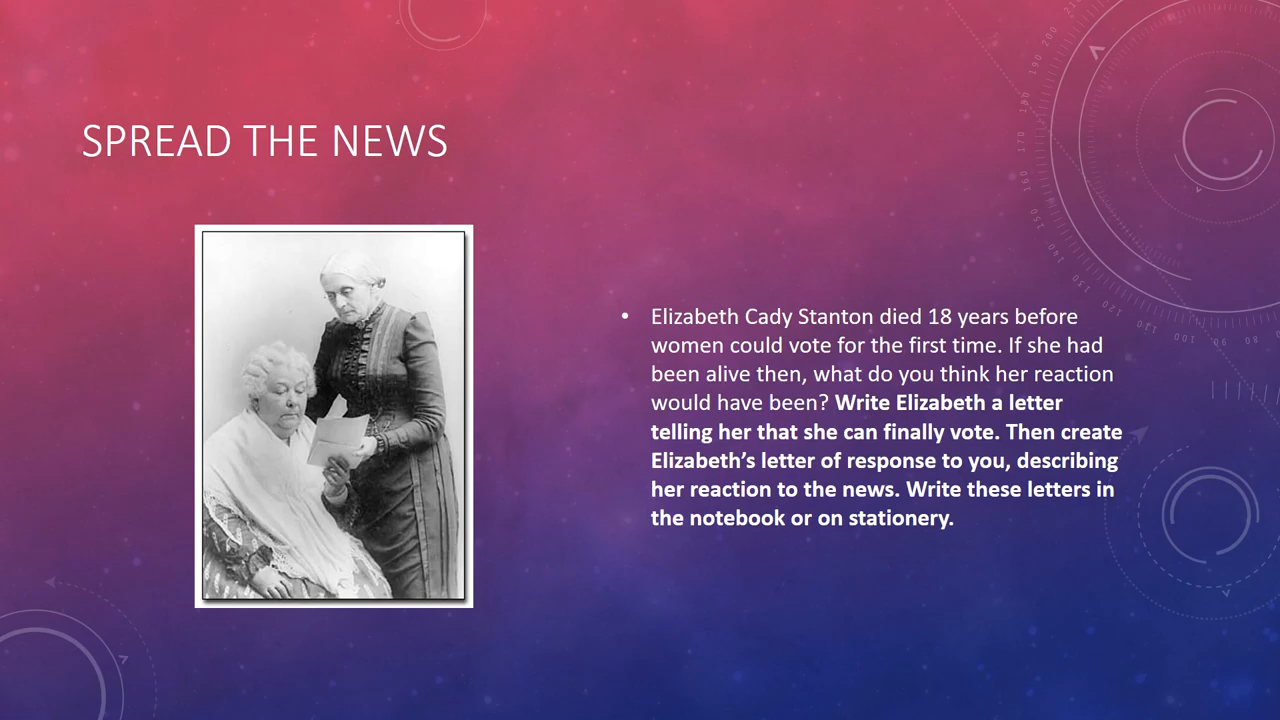 SPREAD THE NEWS
• Elizabeth Cady Stanton died 18 years before
women could vote for the first time. If she had
been alive then, what do you think her reaction
would have been? Write Elizabeth a letter
telling her that she can finally vote. Then create
Elizabeth’s letter of response to you, describing
her reaction to the news. Write these letters in
the notebook or on stationery.